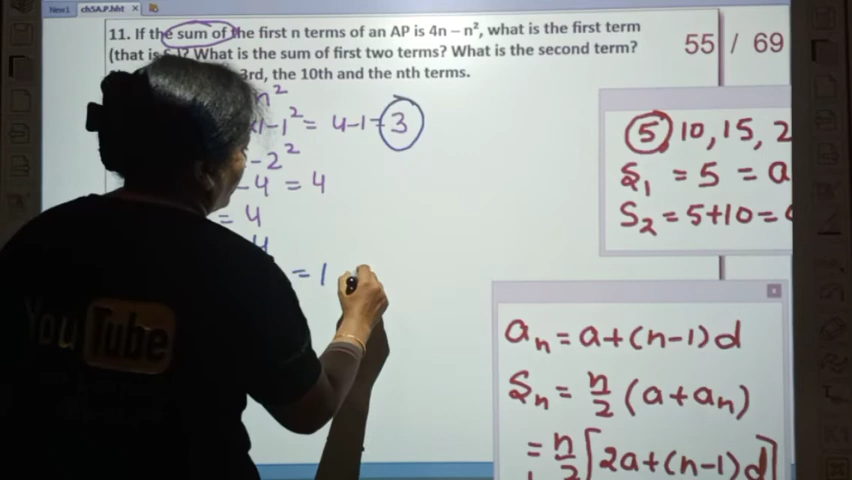 New1 chSAP.hht
11. If the sum of the first n terms of an AP is 4n – n², what is the first term
(that is S₁)? What is the sum of first two terms? What is the second term?
3rd, the 10th and the nth terms.
55 / 69
n²
×1-1² = 4-1=3
-2²
-4 = 4
= 4
4
= 1
5, 10, 15, 2
S₁ = 5 = a
S₂ = 5+10=
aₙ = a+(n-1)d
Sₙ = n/2 (a+aₙ)
= n/2 [2a+(n-1)d]
YouTube